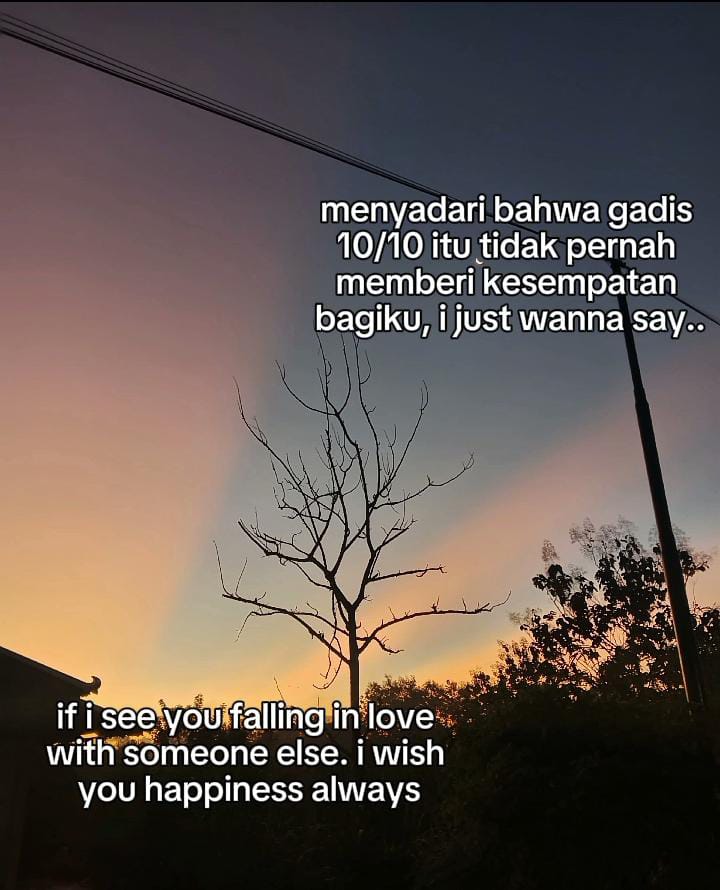 menyadari bahwa gadis
10/10 itu tidak pernah
memberi kesempatan
bagiku, i just wanna say..
if i see you falling in love
with someone else. i wish
you happiness always